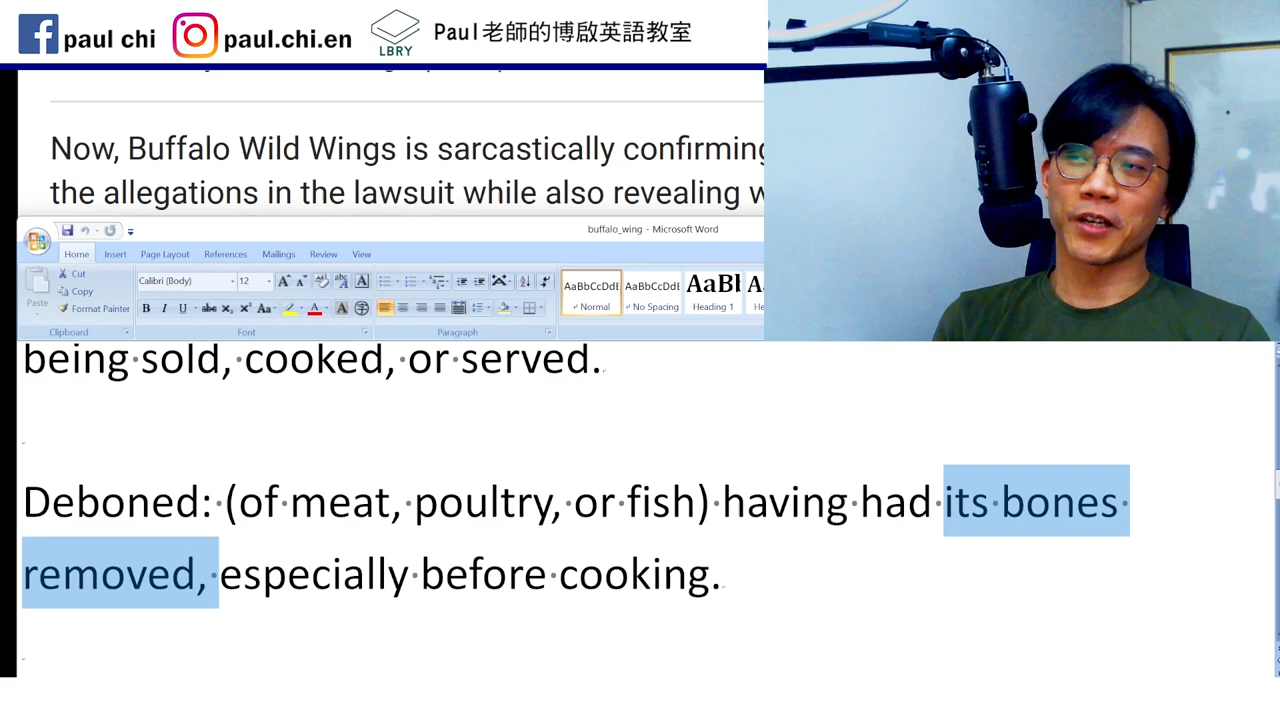 paul chi
paul.chi.en
LBRY
Paul老師的博啟英語教室
Now, Buffalo Wild Wings is sarcastically confirming
the allegations in the lawsuit while also revealing
buffalo_wing - Microsoft Word
Home Insert Page Layout References Mailings Review View
Paste
Cut
Copy
Format Painter
Clipboard
Calibri (Body) 12
Font
Paragraph
AaBbCcDdE AaBbCcDdE AaBb
Normal No Spacing Heading 1
being sold, cooked, or served.
Deboned: (of meat, poultry, or fish) having had its bones
removed, especially before cooking.